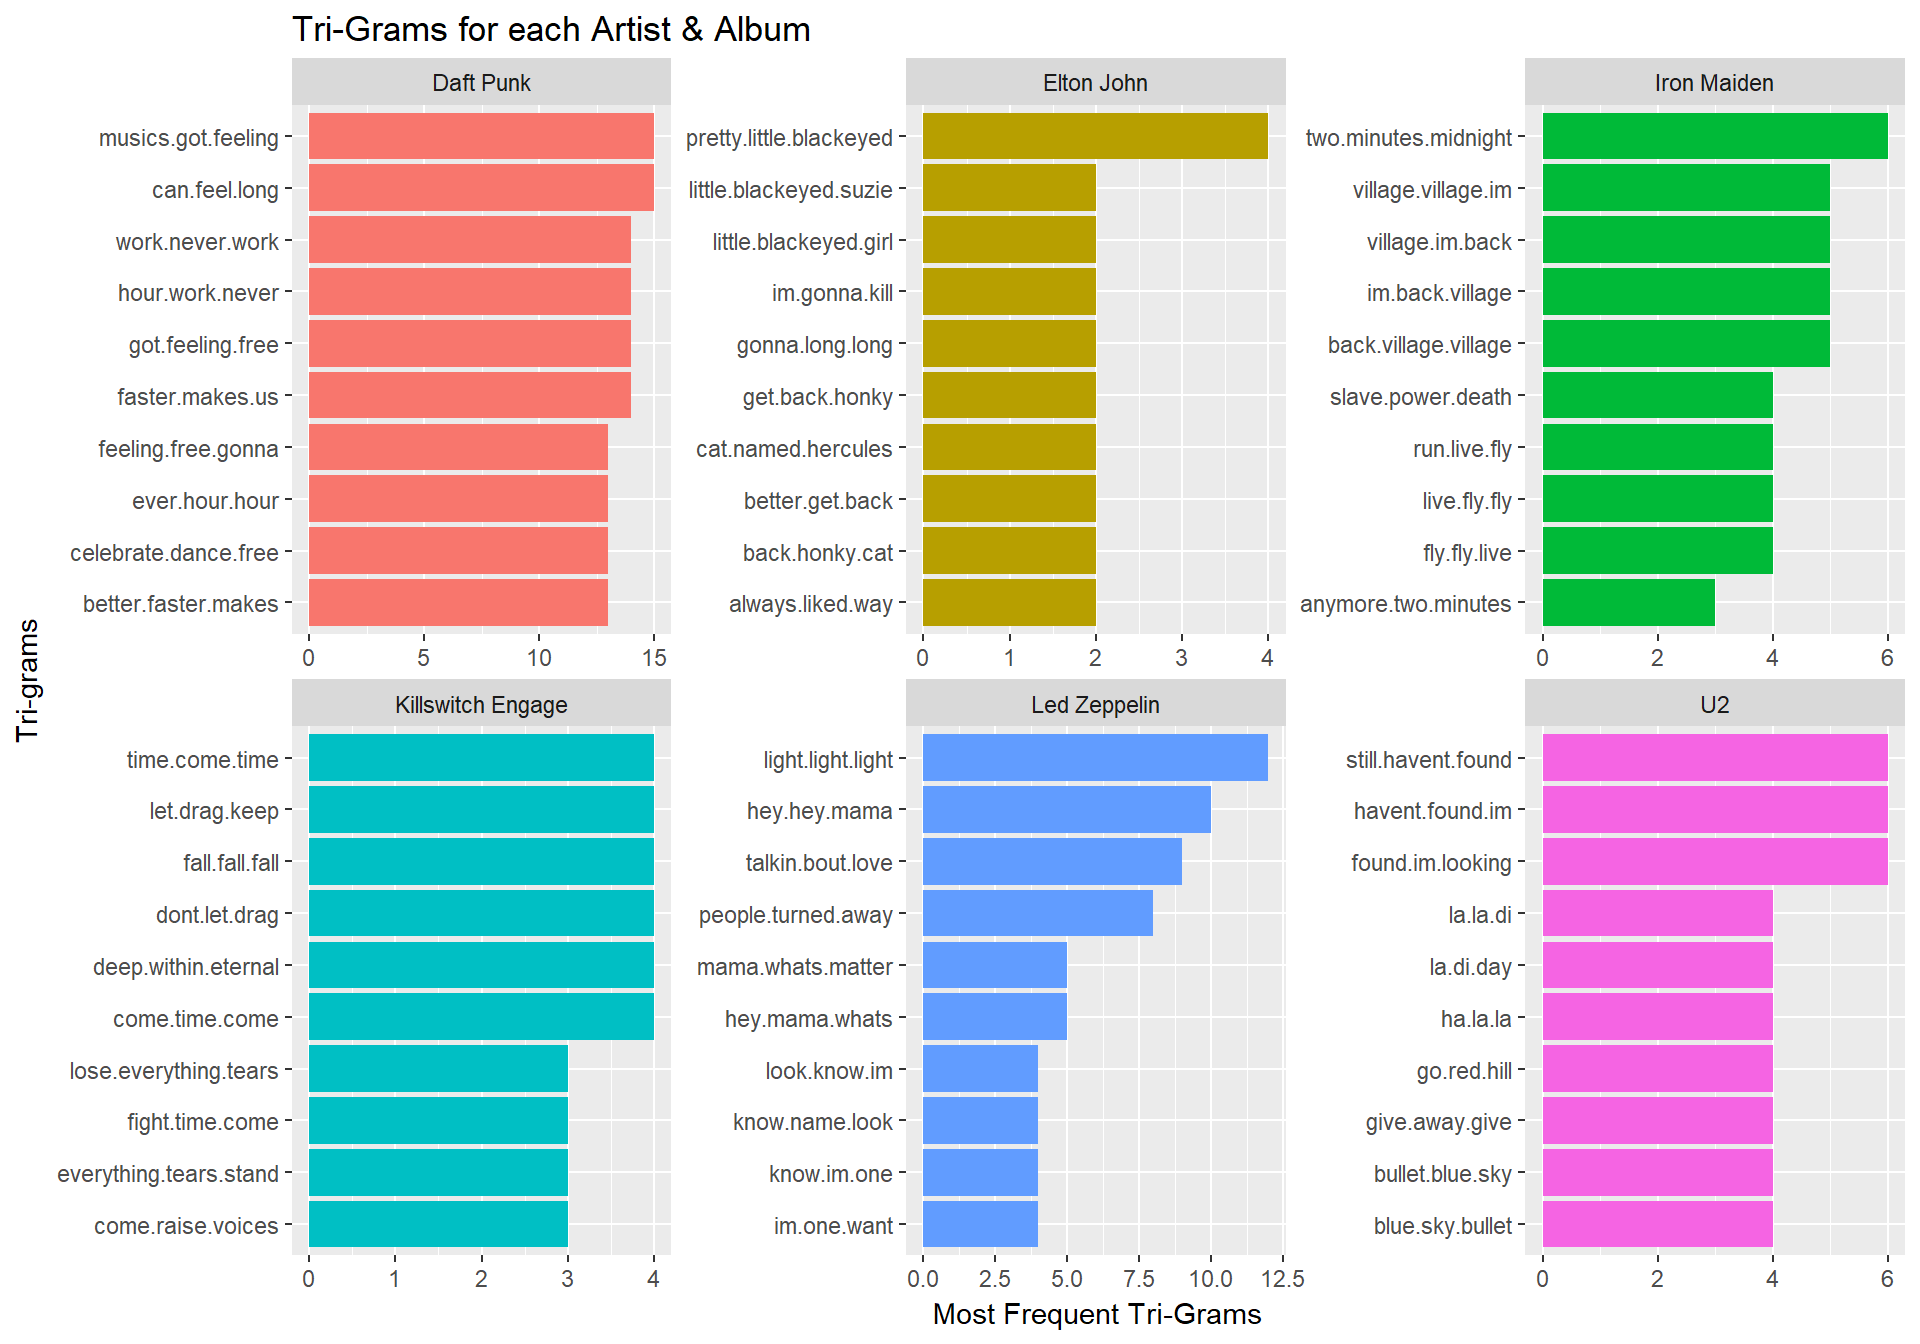 Tri-Grams for each Artist & Album
Tri-grams
Daft Punk
musics.got.feeling
can.feel.long
work.never.work
hour.work.never
got.feeling.free
faster.makes.us
feeling.free.gonna
ever.hour.hour
celebrate.dance.free
better.faster.makes
0 5 10 15
Elton John
pretty.little.blackeyed
little.blackeyed.suzie
little.blackeyed.girl
im.gonna.kill
gonna.long.long
get.back.honky
cat.named.hercules
better.get.back
back.honky.cat
always.liked.way
0 1 2 3 4
Iron Maiden
two.minutes.midnight
village.village.im
village.im.back
im.back.village
back.village.village
slave.power.death
run.live.fly
live.fly.fly
fly.fly.live
anymore.two.minutes
0 2 4 6
Killswitch Engage
time.come.time
let.drag.keep
fall.fall.fall
dont.let.drag
deep.within.eternal
come.time.come
lose.everything.tears
fight.time.come
everything.tears.stand
come.raise.voices
0 1 2 3 4
Led Zeppelin
light.light.light
hey.hey.mama
talkin.bout.love
people.turned.away
mama.whats.matter
hey.mama.whats
look.know.im
know.name.look
know.im.one
im.one.want
0.0 2.5 5.0 7.5 10.0 12.5
U2
still.havent.found
havent.found.im
found.im.looking
la.la.di
la.di.day
ha.la.la
go.red.hill
give.away.give
bullet.blue.sky
blue.sky.bullet
0 2 4 6
Most Frequent Tri-Grams